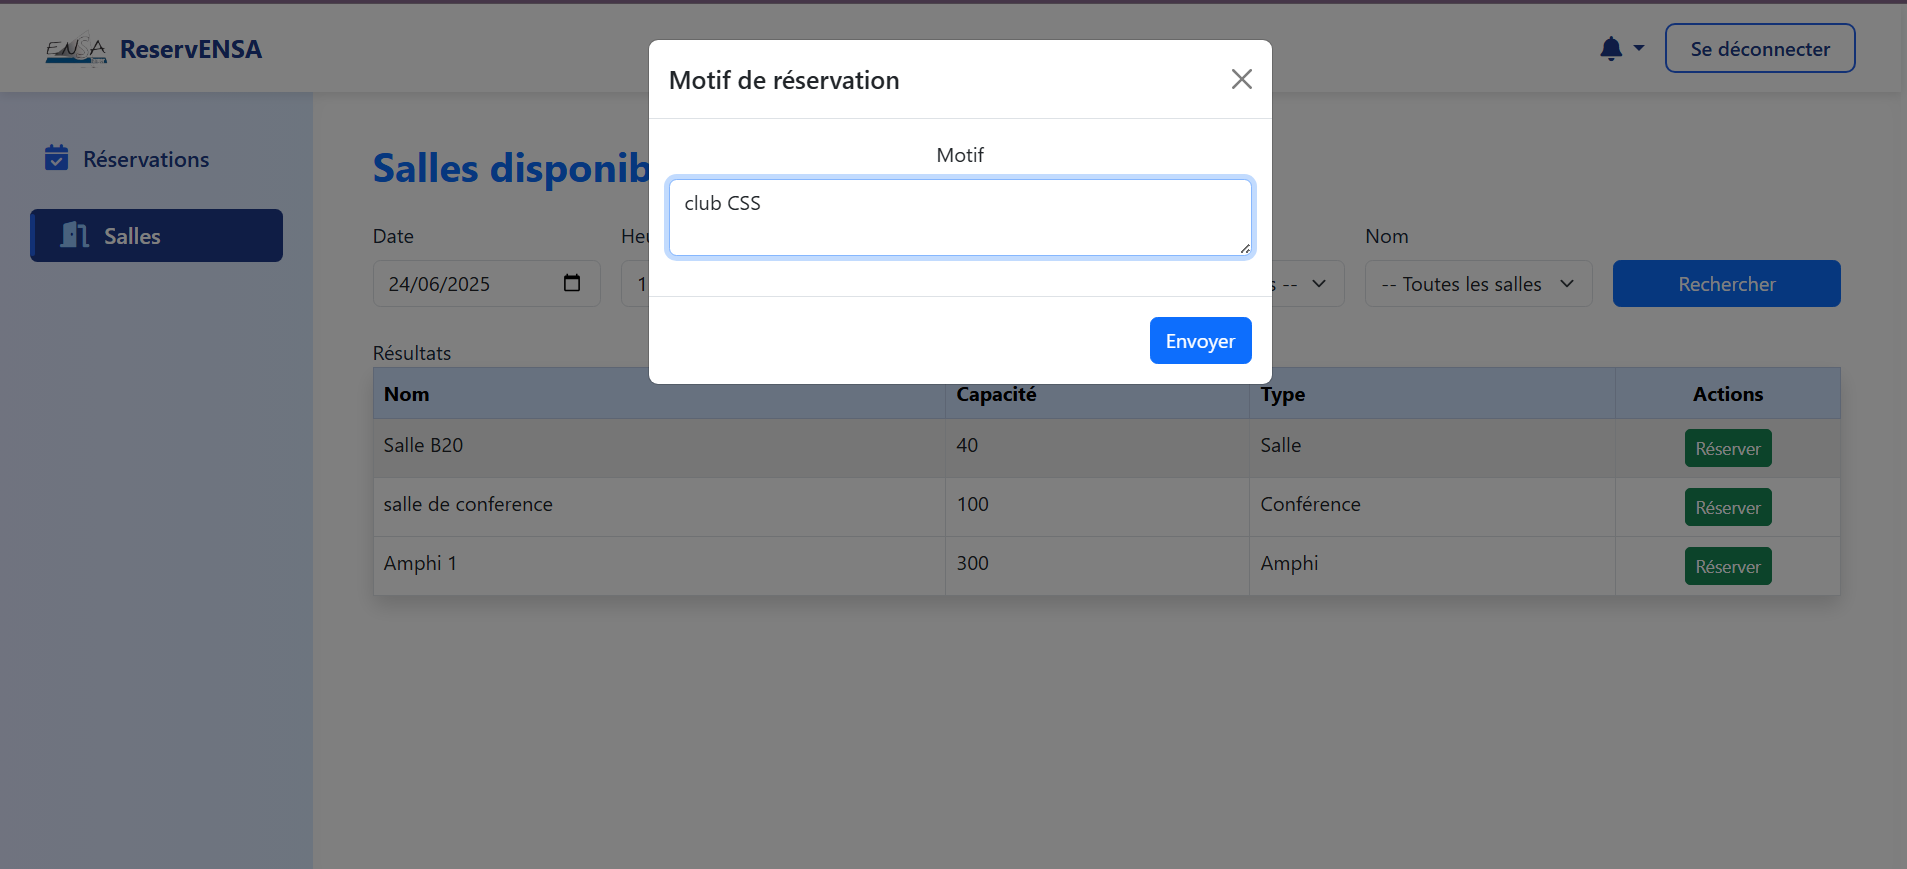 ENSA
ReservENSA
Se déconnecter
Motif de réservation
Motif
club CSS
Envoyer
Réservations
Salles
Salles disponib
Date
Nom
24/06/2025
-- Toutes les salles
Rechercher
Résultats
Nom Capacité Type Actions
Salle B20 40 Salle Réserver
salle de conference 100 Conférence Réserver
Amphi 1 300 Amphi Réserver